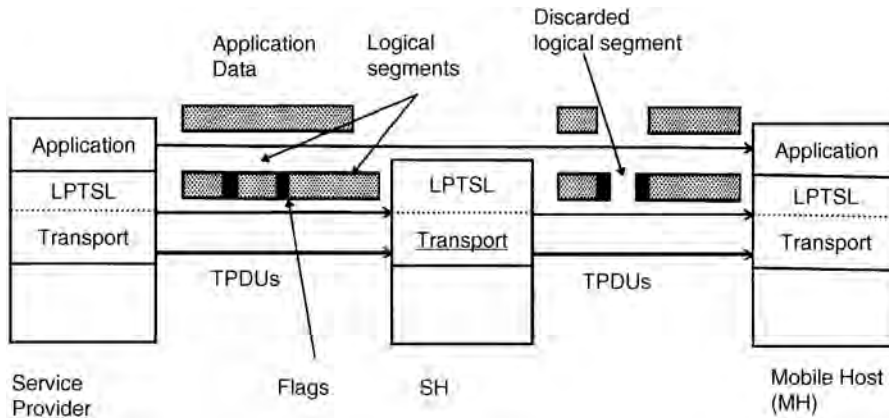 Application
Data
Logical
segments
Discarded
logical segment
Application
LPTSL
Transport
LPTSL
Transport
Application
LPTSL
Transport
TPDUs
TPDUs
Service
Provider
Flags
SH
Mobile Host
(MH)